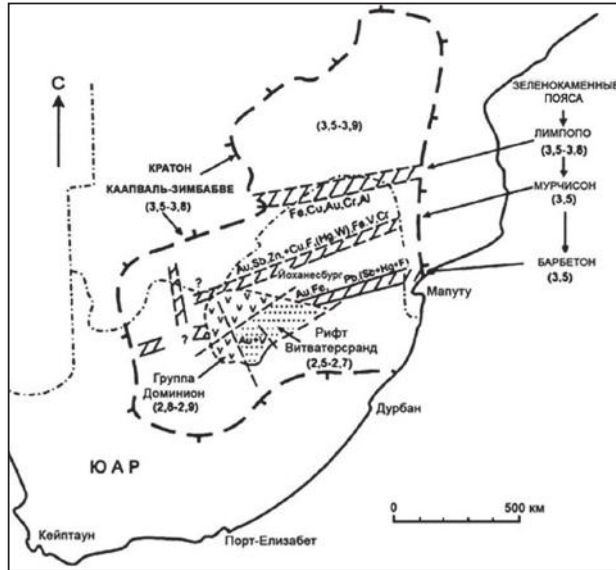 С
ЗЕЛЕНОКАМЕННЫЕ
ПОЯСА
(3,5-3,9)
ЛИМПОПО
(3,5-3,8)
КРАТОН
КААПВАЛЬ-ЗИМБАБВЕ
(3,5-3,8)
Fe,Cu,Au,Cr,Al
МУРЧИСОН
(3,5)
Au,Sb,Zn,+Cu,F,(Hg,W),Fe,V,Cr
?
Йоханесбург
Au,Fe,
Pb,(Sb+Hg+F)
БАРБЕТОН
(3,5)
Мапуту
?
Au+U
Рифт
Витватерсранд
(2,5-2,7)
Группа
Доминион
(2,8-2,9)
Дурбан
ЮАР
0
500 км
Кейптаун
Порт-Елизабет